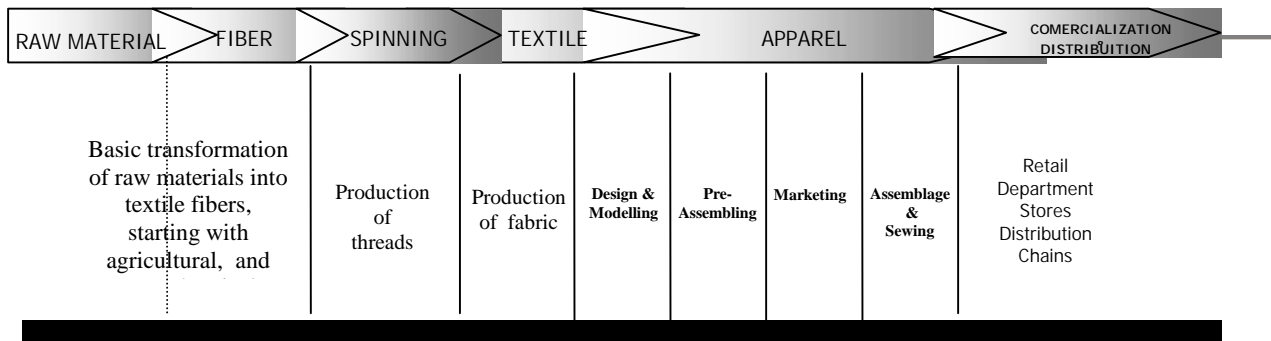 RAW MATERIAL
FIBER
SPINNING
TEXTILE
APPAREL
COMERCIALIZATION
DISTRIBUITION
Basic transformation
of raw materials into
textile fibers,
starting with
agricultural, and
Production
of
threads
Production
of fabric
Design &
Modelling
Pre-
Assembling
Marketing
Assemblage
&
Sewing
Retail
Department
Stores
Distribution
Chains